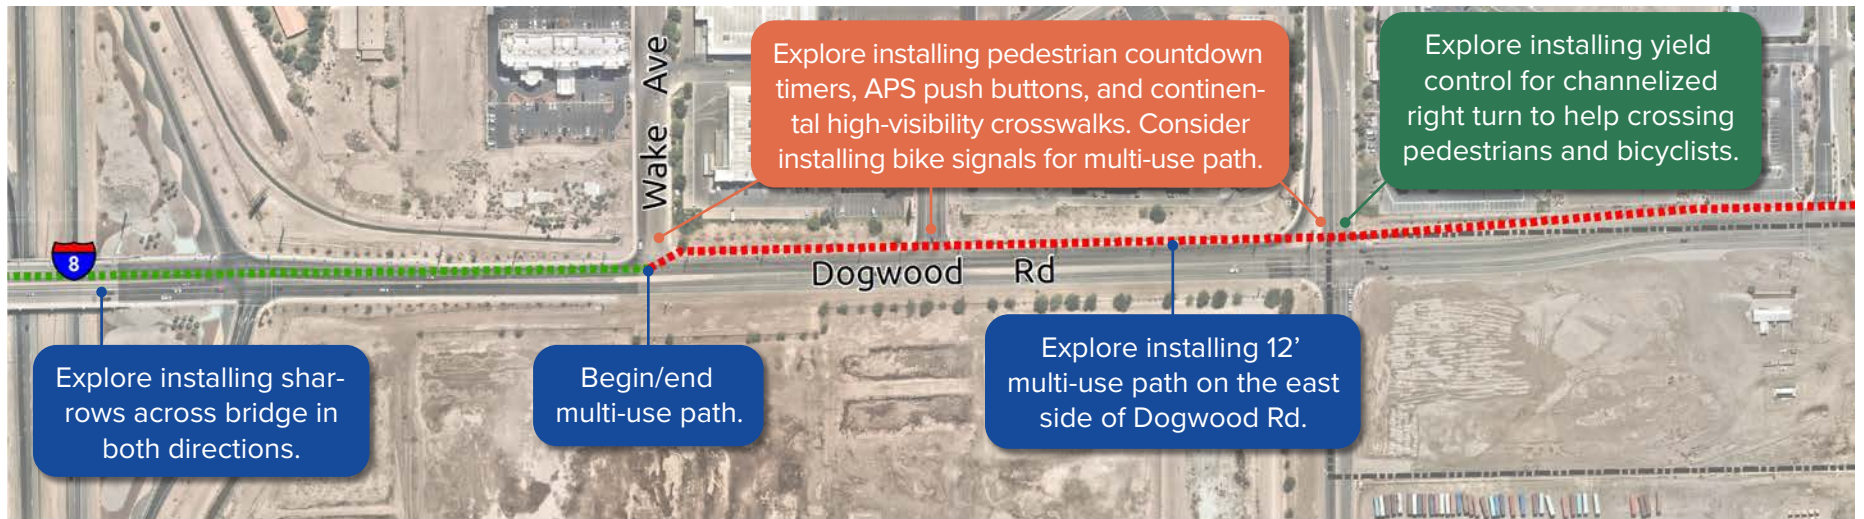 Explore installing pedestrian countdown
timers, APS push buttons, and continen-
tal high-visibility crosswalks. Consider
installing bike signals for multi-use path.
Explore installing yield
control for channelized
right turn to help crossing
pedestrians and bicyclists.
Wake Ave
8
Dogwood Rd
Explore installing shar-
rows across bridge in
both directions.
Begin/end
multi-use path.
Explore installing 12’
multi-use path on the east
side of Dogwood Rd.